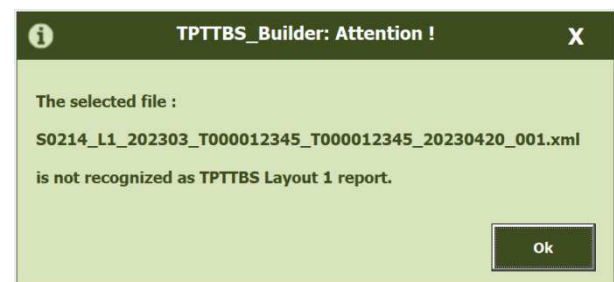 TPTTBS_Builder: Attention ! X
The selected file :
S0214_L1_202303_T000012345_T000012345_20230420_001.xml
is not recognized as TPTTBS Layout 1 report.
Ok